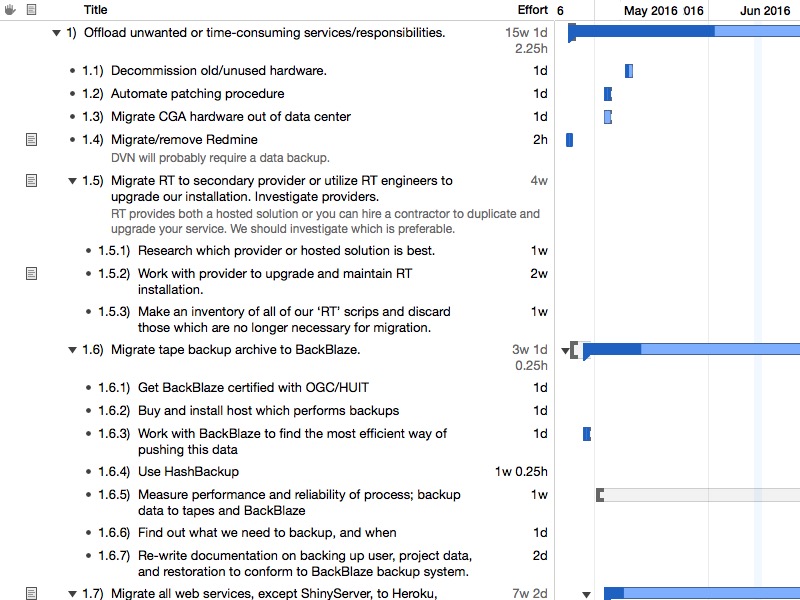 Title Effort 6 May 2016 016 Jun 2016
1) Offload unwanted or time-consuming services/responsibilities. 15w 1d
2.25h
1.1) Decommission old/unused hardware. 1d
1.2) Automate patching procedure 1d
1.3) Migrate CGA hardware out of data center 1d
1.4) Migrate/remove Redmine 2h
DVN will probably require a data backup.
1.5) Migrate RT to secondary provider or utilize RT engineers to 4w
upgrade our installation. Investigate providers.
RT provides both a hosted solution or you can hire a contractor to duplicate and
upgrade your service. We should investigate which is preferable.
1.5.1) Research which provider or hosted solution is best. 1w
1.5.2) Work with provider to upgrade and maintain RT 2w
installation.
1.5.3) Make an inventory of all of our ‘RT’ scrips and discard 1w
those which are no longer necessary for migration.
1.6) Migrate tape backup archive to BackBlaze. 3w 1d
0.25h
1.6.1) Get BackBlaze certified with OGC/HUIT 1d
1.6.2) Buy and install host which performs backups 1d
1.6.3) Work with BackBlaze to find the most efficient way of 1d
pushing this data
1.6.4) Use HashBackup 1w 0.25h
1.6.5) Measure performance and reliability of process; backup 1w
data to tapes and BackBlaze
1.6.6) Find out what we need to backup, and when 1d
1.6.7) Re-write documentation on backing up user, project data, 2d
and restoration to conform to BackBlaze backup system.
1.7) Migrate all web services, except ShinyServer, to Heroku, 7w 2d